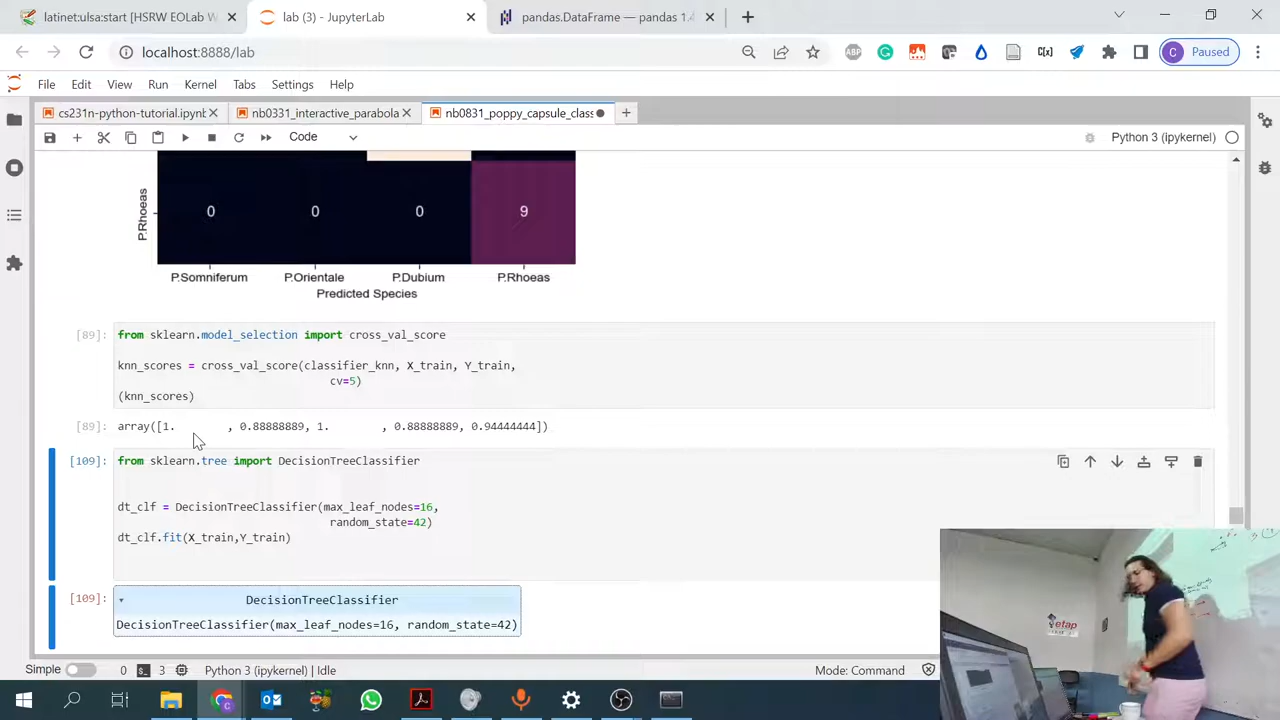 latinet:ulsa:start [HSRW EOLab W
lab (3) - JupyterLab
pandas.DataFrame — pandas 1.4
localhost:8888/lab
ABP
C[x]
C
Paused
File Edit View Run Kernel Tabs Settings Help
cs231n-python-tutorial.ipynb
nb0331_interactive_parabola
nb0831_poppy_capsule_class
Code
Python 3 (ipykernel)
P.Rhoeas
0 0 0 9
P.Somniferum P.Orientale P.Dubium P.Rhoeas
Predicted Species
[89]: from sklearn.model_selection import cross_val_score
knn_scores = cross_val_score(classifier_knn, X_train, Y_train,
cv=5)
(knn_scores)
[89]: array([1. , 0.88888889, 1. , 0.88888889, 0.94444444])
[109]: from sklearn.tree import DecisionTreeClassifier
dt_clf = DecisionTreeClassifier(max_leaf_nodes=16,
random_state=42)
dt_clf.fit(X_train,Y_train)
[109]: DecisionTreeClassifier
DecisionTreeClassifier(max_leaf_nodes=16, random_state=42)
etap
Simple 0 3 Python 3 (ipykernel) | Idle
Mode: Command